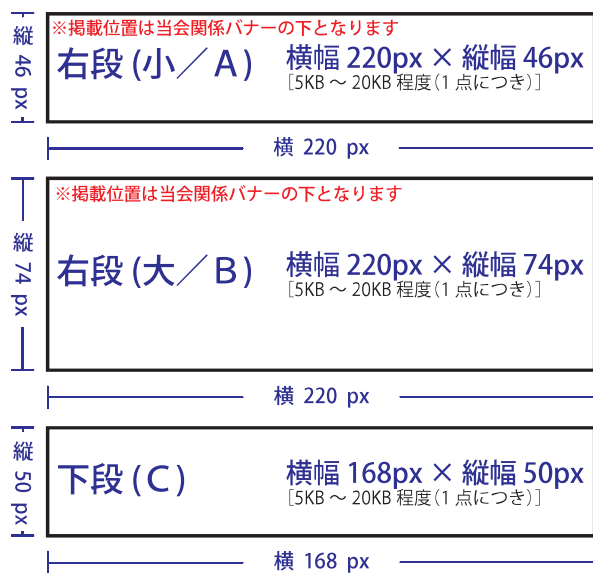 ※掲載位置は当会関係バナーの下となります
右段(小／A)
横幅 220px × 縦幅 46px
［5KB ～ 20KB 程度（1 点につき）］
縦 46 px
横 220 px
※掲載位置は当会関係バナーの下となります
右段(大／B)
横幅 220px × 縦幅 74px
［5KB ～ 20KB 程度（1 点につき）］
縦 74 px
横 220 px
下段(C)
横幅 168px × 縦幅 50px
［5KB ～ 20KB 程度（1 点につき）］
縦 50 px
横 168 px